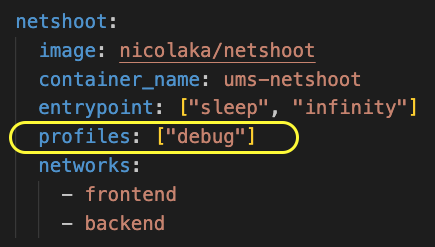 netshoot:
image: nicolaka/netshoot
container_name: ums-netshoot
entrypoint: ["sleep", "infinity"]
profiles: ["debug"]
networks:
- frontend
- backend